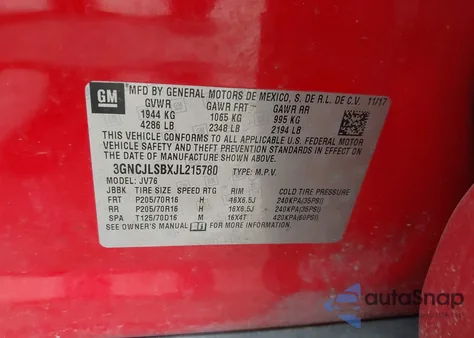 GM
MFD BY GENERAL MOTORS DE MEXICO, S. DE R.L. DE C.V. 11/17
GVWR GAWR FRT GAWR RR
1944 KG 1065 KG 995 KG
4286 LB 2348 LB 2194 LB
THIS VEHICLE CONFORMS TO ALL APPLICABLE U.S. FEDERAL MOTOR
VEHICLE SAFETY AND THEFT PREVENTION STANDARDS IN EFFECT
ON THE DATE OF MANUFACTURE SHOWN ABOVE.
3GNCJLSBXJL215780 TYPE: M.P.V.
MODEL: JV76
JBBK TIRE SIZE SPEED RTG RIM COLD TIRE PRESSURE
FRT P205/70R16 H 16X6.5J 240KPA(35PSI)
RR P205/70R16 H 16X6.5J 240KPA(35PSI)
SPA T125/70D16 M 16X4T 420KPA(60PSI)
SEE OWNER'S MANUAL FOR MORE INFORMATION
autoSnap